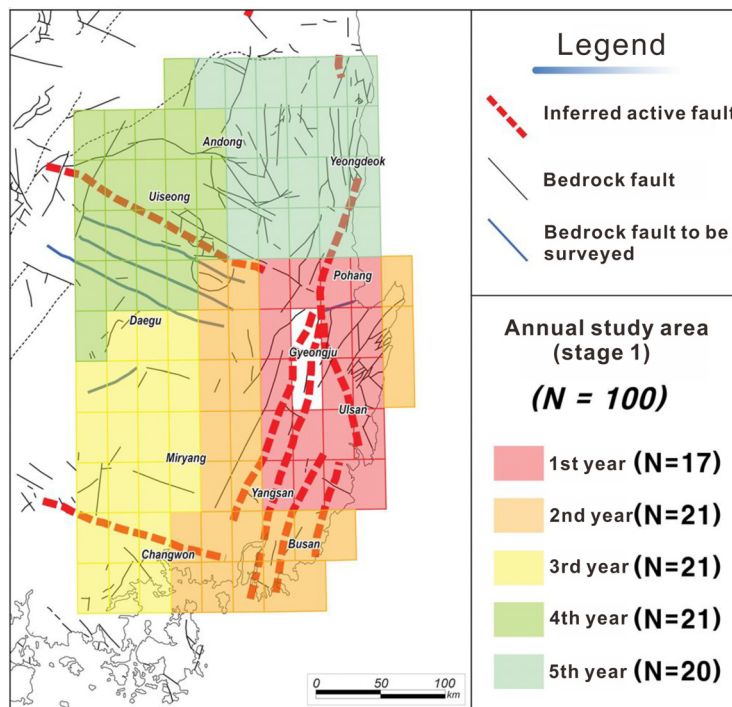 Andong
Yeongdeok
Uiseong
Pohang
Daegu
Gyeongju
Ulsan
Miryang
Yangsan
Busan
Changwon
0 50 100
km
Legend
Inferred active fault
Bedrock fault
Bedrock fault to be
surveyed
Annual study area
(stage 1)
(N = 100)
1st year (N=17)
2nd year (N=21)
3rd year (N=21)
4th year (N=21)
5th year (N=20)